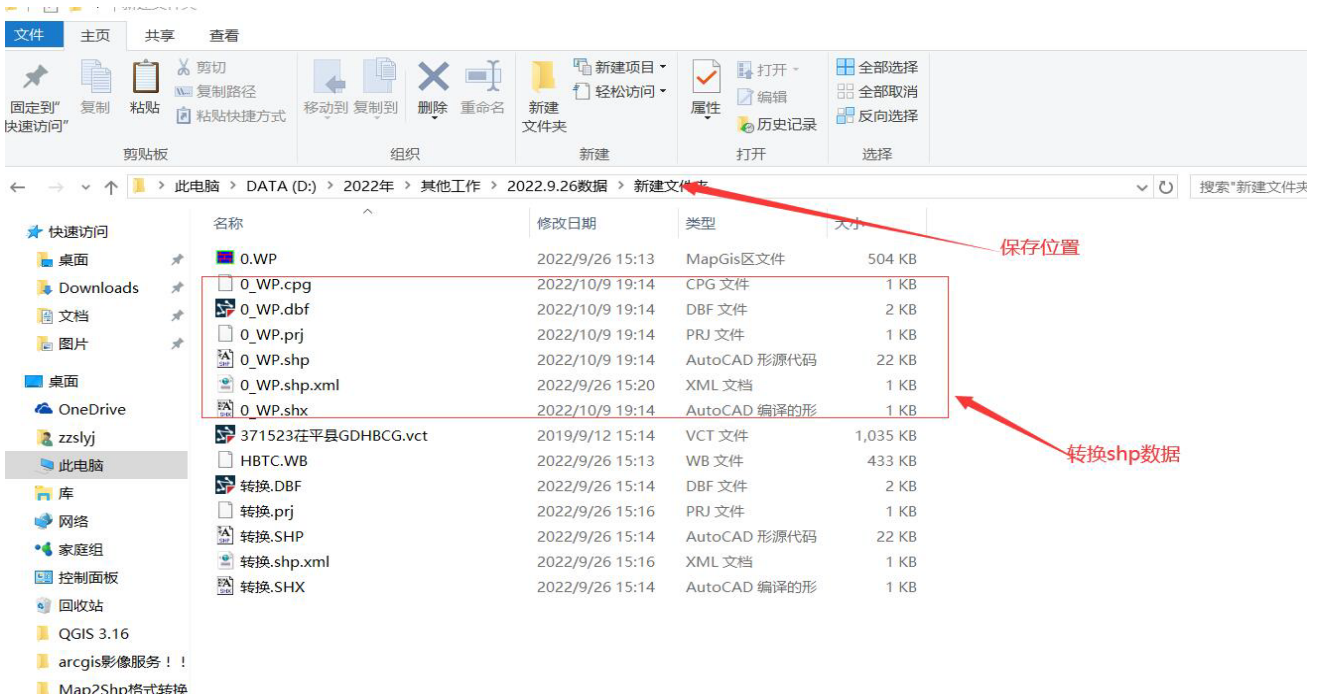 文件 主页 共享 查看
固定到"快速访问" 复制 粘贴 剪切 复制路径 粘贴快捷方式 移动到 复制到 删除 重命名 新建文件夹 新建项目 轻松访问 属性 打开 编辑 历史记录 全部选择 全部取消 反向选择
剪贴板 组织 新建 打开 选择
此电脑 > DATA (D:) > 2022年 > 其他工作 > 2022.9.26数据 > 新建文件夹 搜索"新建文件夹
保存位置
名称 修改日期 类型 大小
0.WP 2022/9/26 15:13 MapGis区文件 504 KB
0_WP.cpg 2022/10/9 19:14 CPG 文件 1 KB
0_WP.dbf 2022/10/9 19:14 DBF 文件 2 KB
0_WP.prj 2022/10/9 19:14 PRJ 文件 1 KB
0_WP.shp 2022/10/9 19:14 AutoCAD 形源代码 22 KB
0_WP.shp.xml 2022/9/26 15:20 XML 文档 1 KB
0_WP.shx 2022/10/9 19:14 AutoCAD 编译的形 1 KB
371523茌平县GDHBCG.vct 2019/9/12 15:14 VCT 文件 1,035 KB
HBTC.WB 2022/9/26 15:13 WB 文件 433 KB
转换.DBF 2022/9/26 15:14 DBF 文件 2 KB
转换.prj 2022/9/26 15:16 PRJ 文件 1 KB
转换.SHP 2022/9/26 15:14 AutoCAD 形源代码 22 KB
转换.shp.xml 2022/9/26 15:16 XML 文档 1 KB
转换.SHX 2022/9/26 15:14 AutoCAD 编译的形 1 KB
转换shp数据
快速访问
桌面
Downloads
文档
图片
桌面
OneDrive
zzslyj
此电脑
库
网络
家庭组
控制面板
回收站
QGIS 3.16
arcgis影像服务！！
Map2Shp格式转换